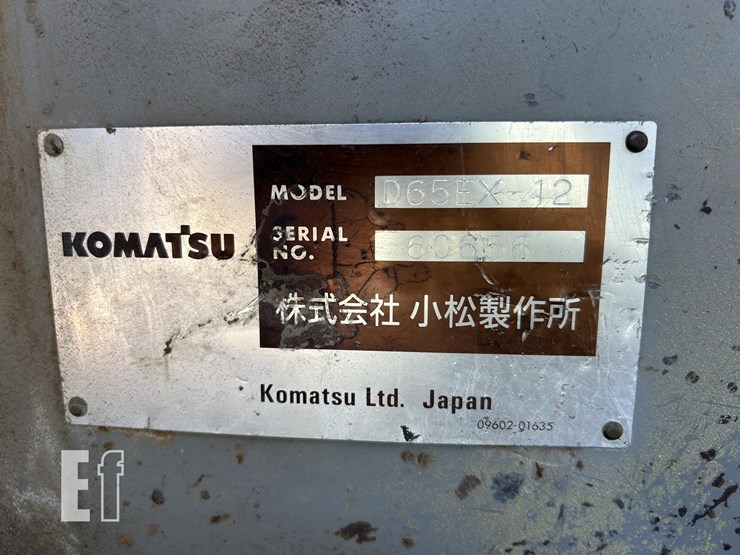 KOMATSU
MODEL D65EX-12
SERIAL NO. 60656
株式会社 小松製作所
Komatsu Ltd. Japan
09602-01635
Ef